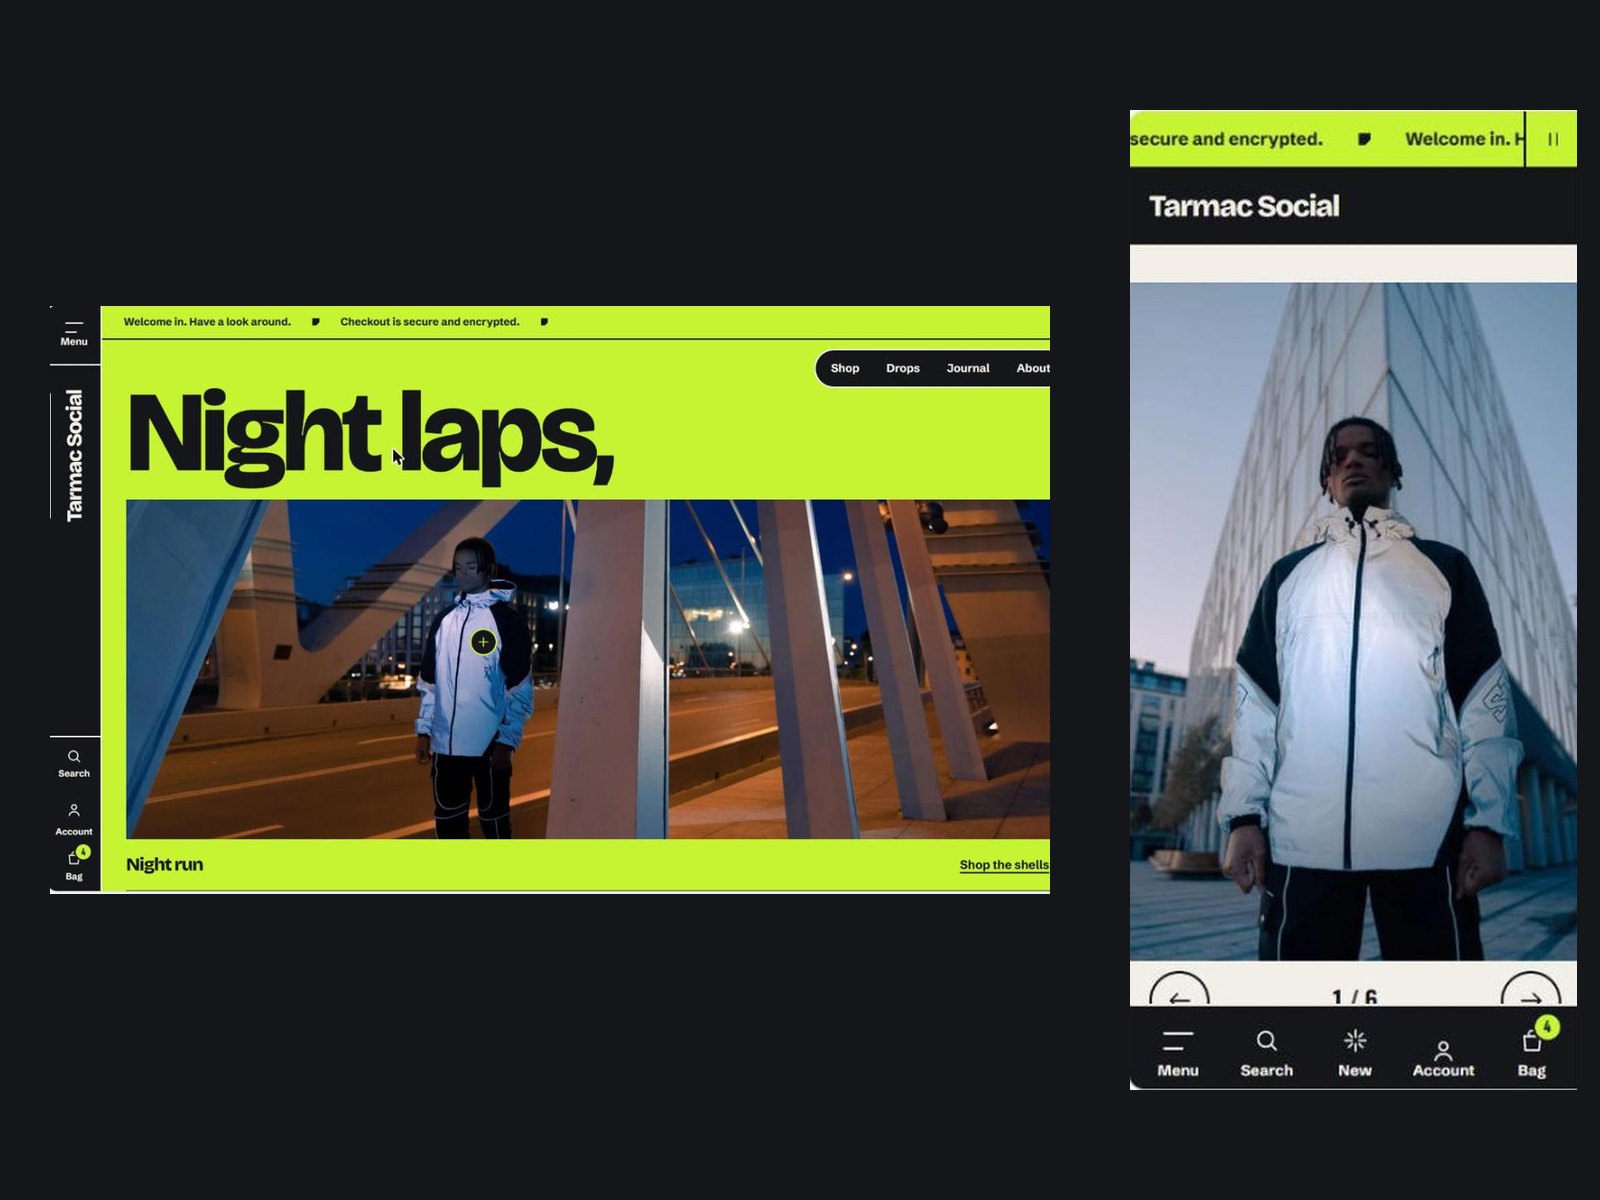 Menu
Tarmac Social
Search
Account
4
Bag
Welcome in. Have a look around.
Checkout is secure and encrypted.
Shop Drops Journal About
Night laps,
Night run
Shop the shells
secure and encrypted.
Welcome in. H
Tarmac Social
1 / 6
Menu
Search
New
Account
4
Bag